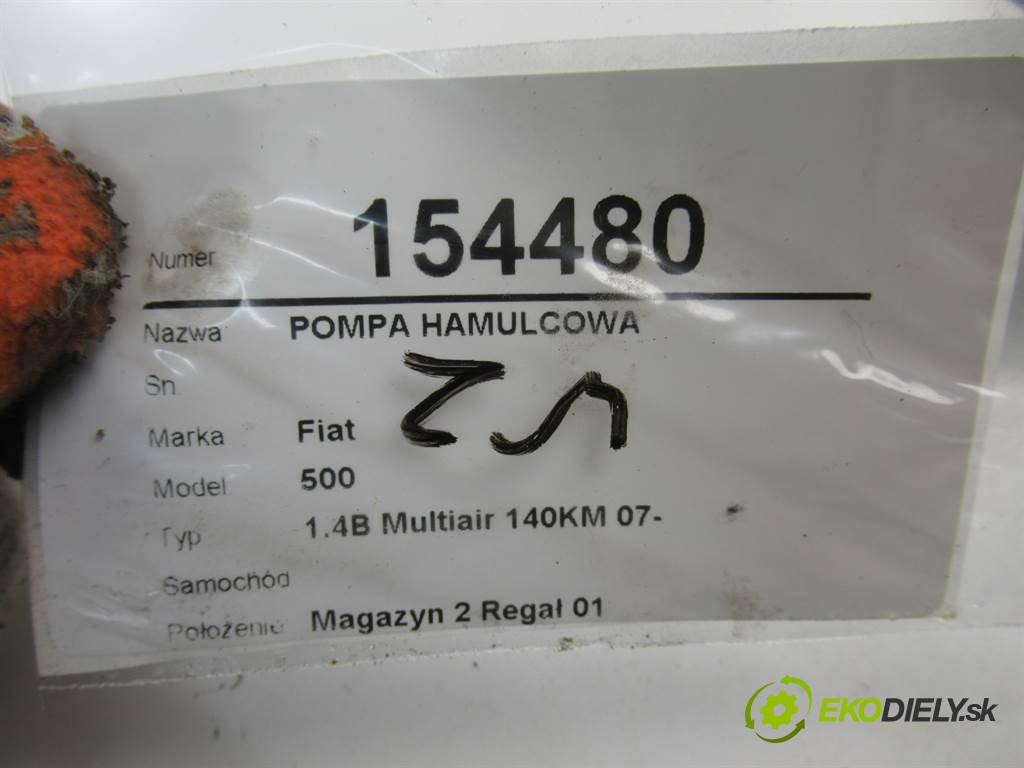 Numer 154480
Nazwa POMPA HAMULCOWA
Sn.
Marka Fiat
Model 500
Typ 1.4B Multiair 140KM 07-
Samochód
Położenie Magazyn 2 Regał 01
EKODIELY.sk